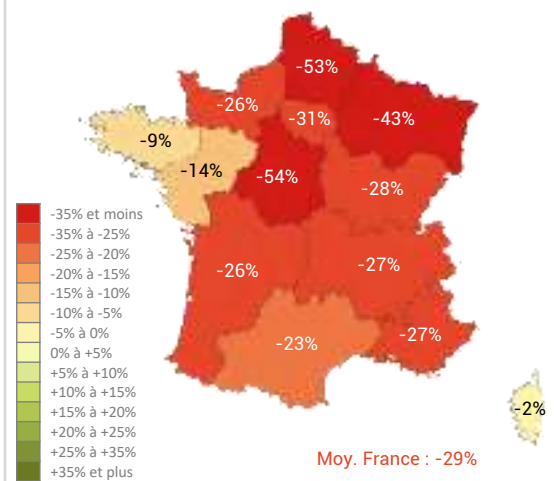 -53%
-26%
-31%
-43%
-9%
-14%
-54%
-28%
-35% et moins
-35% à -25%
-25% à -20%
-20% à -15%
-15% à -10%
-10% à -5%
-5% à 0%
0% à +5%
+5% à +10%
+10% à +15%
+15% à +20%
+20% à +25%
+25% à +35%
+35% et plus
-26%
-27%
-23%
-27%
-2%
Moy. France : -29%